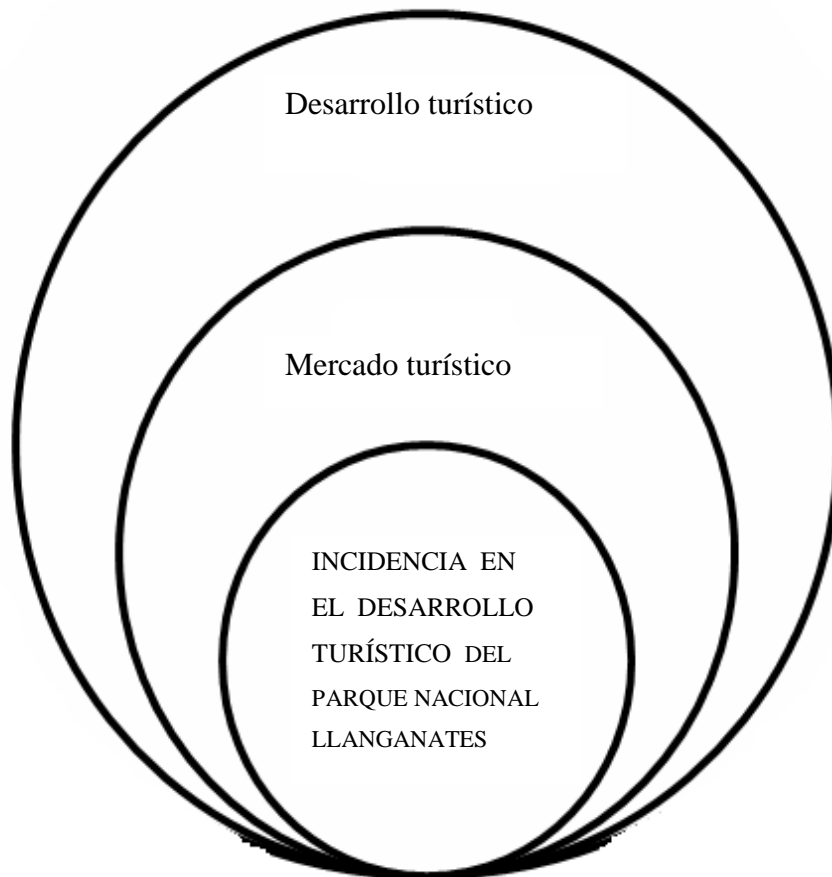 Desarrollo turístico
Mercado turístico
INCIDENCIA EN
EL DESARROLLO
TURÍSTICO DEL
PARQUE NACIONAL
LLANGANATES